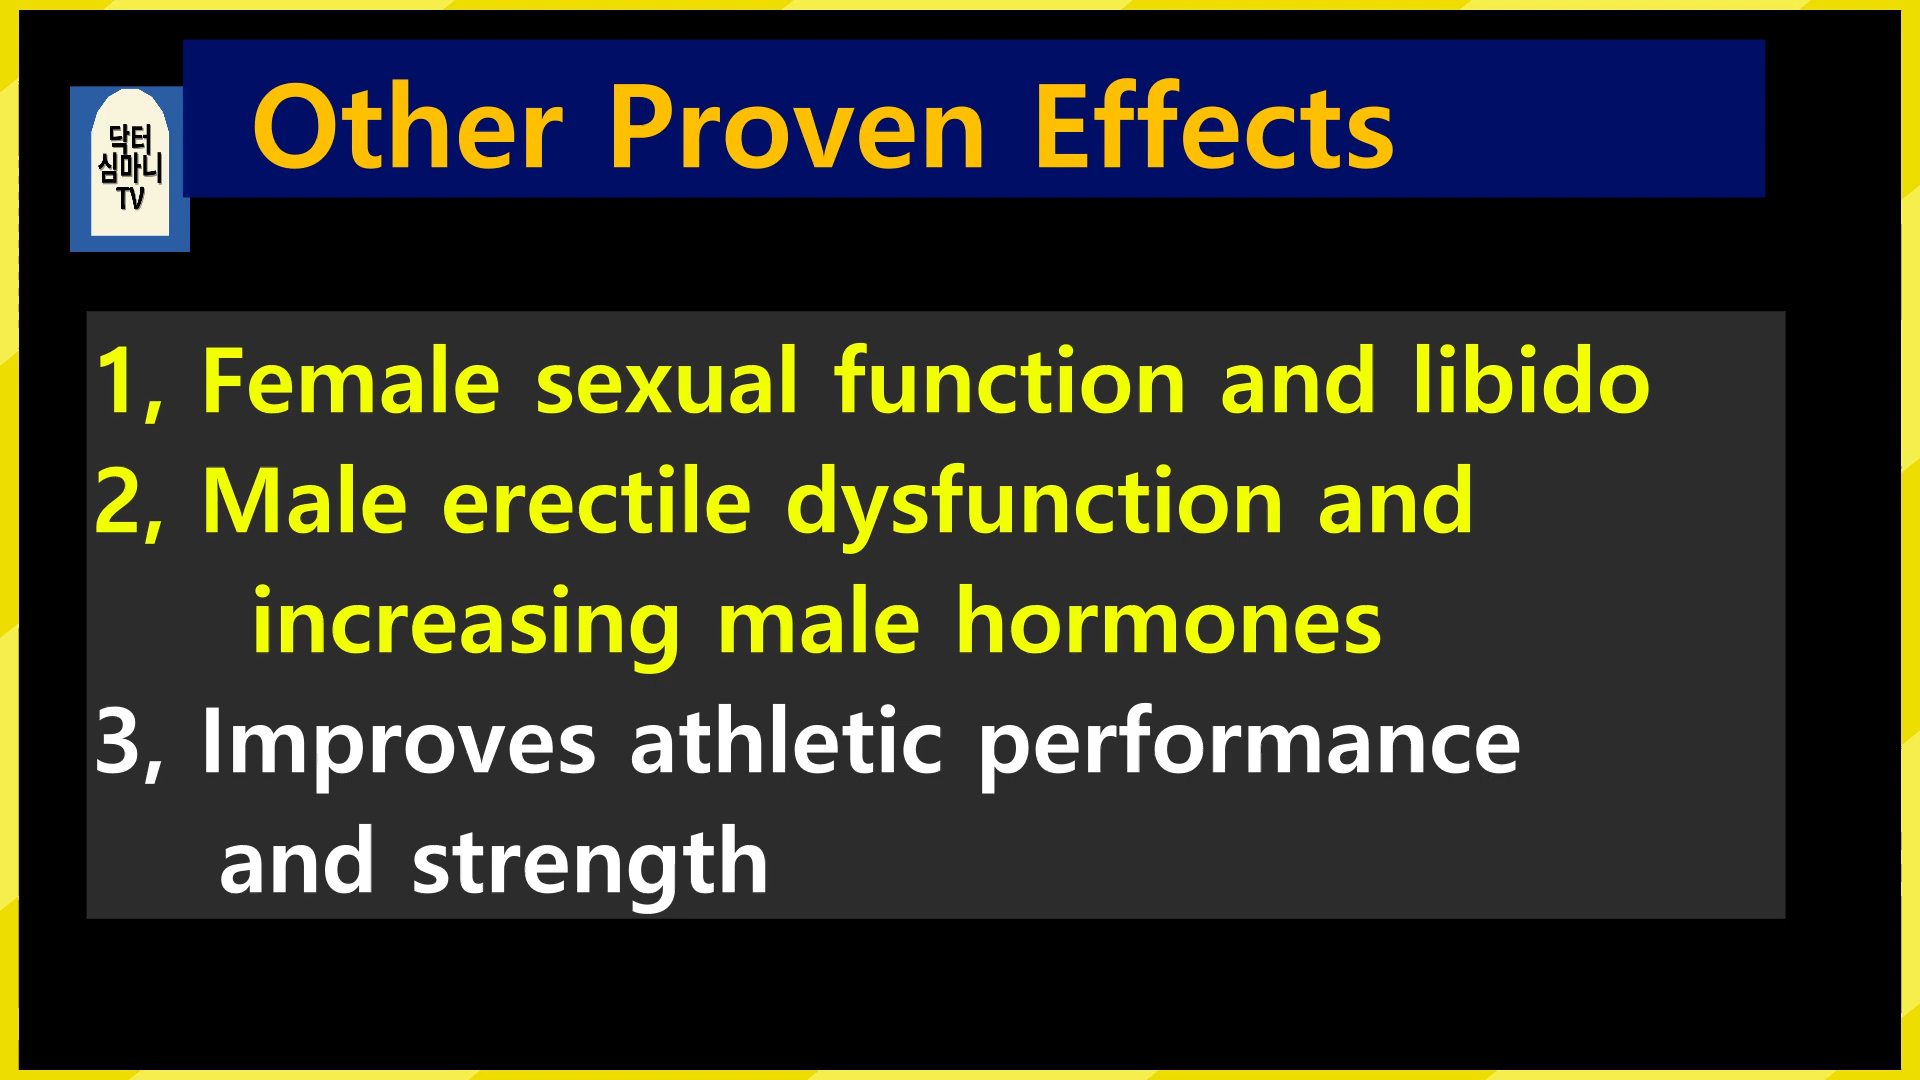 Other Proven Effects
닥터
심마니
TV
1, Female sexual function and libido
2, Male erectile dysfunction and
increasing male hormones
3, Improves athletic performance
and strength